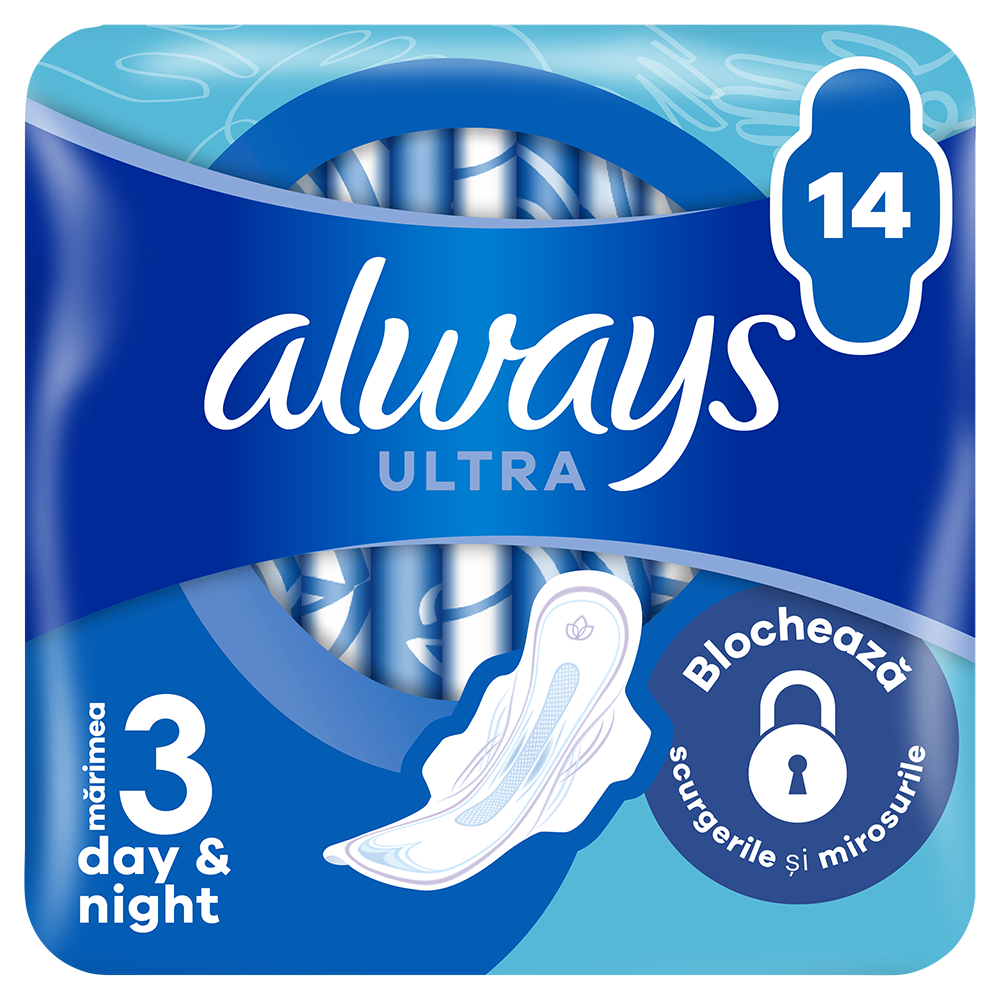 14
always
ULTRA
Blochează
scurgerile și mirosurile
mărimea
3
day &
night